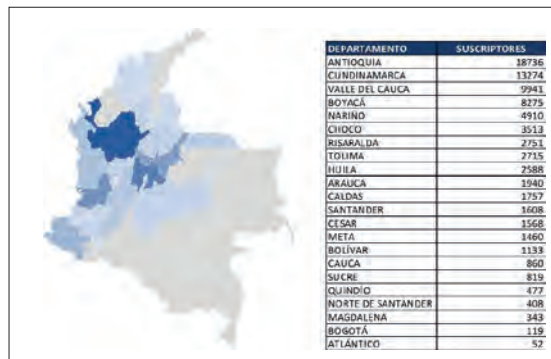 DEPARTAMENTO SUSCRIPTORES
ANTIOQUIA 18736
CUNDINAMARCA 13274
VALLE DEL CAUCA 9941
BOYACÁ 8275
NARIÑO 4910
CHOCO 3513
RISARALDA 2751
TOLIMA 2715
HUILA 2588
ARAUCA 1940
CALDAS 1757
SANTANDER 1608
CESAR 1568
META 1460
BOLÍVAR 1133
CAUCA 860
SUCRE 819
QUINDÍO 477
NORTE DE SANTANDER 408
MAGDALENA 343
BOGOTÁ 119
ATLÁNTICO 52